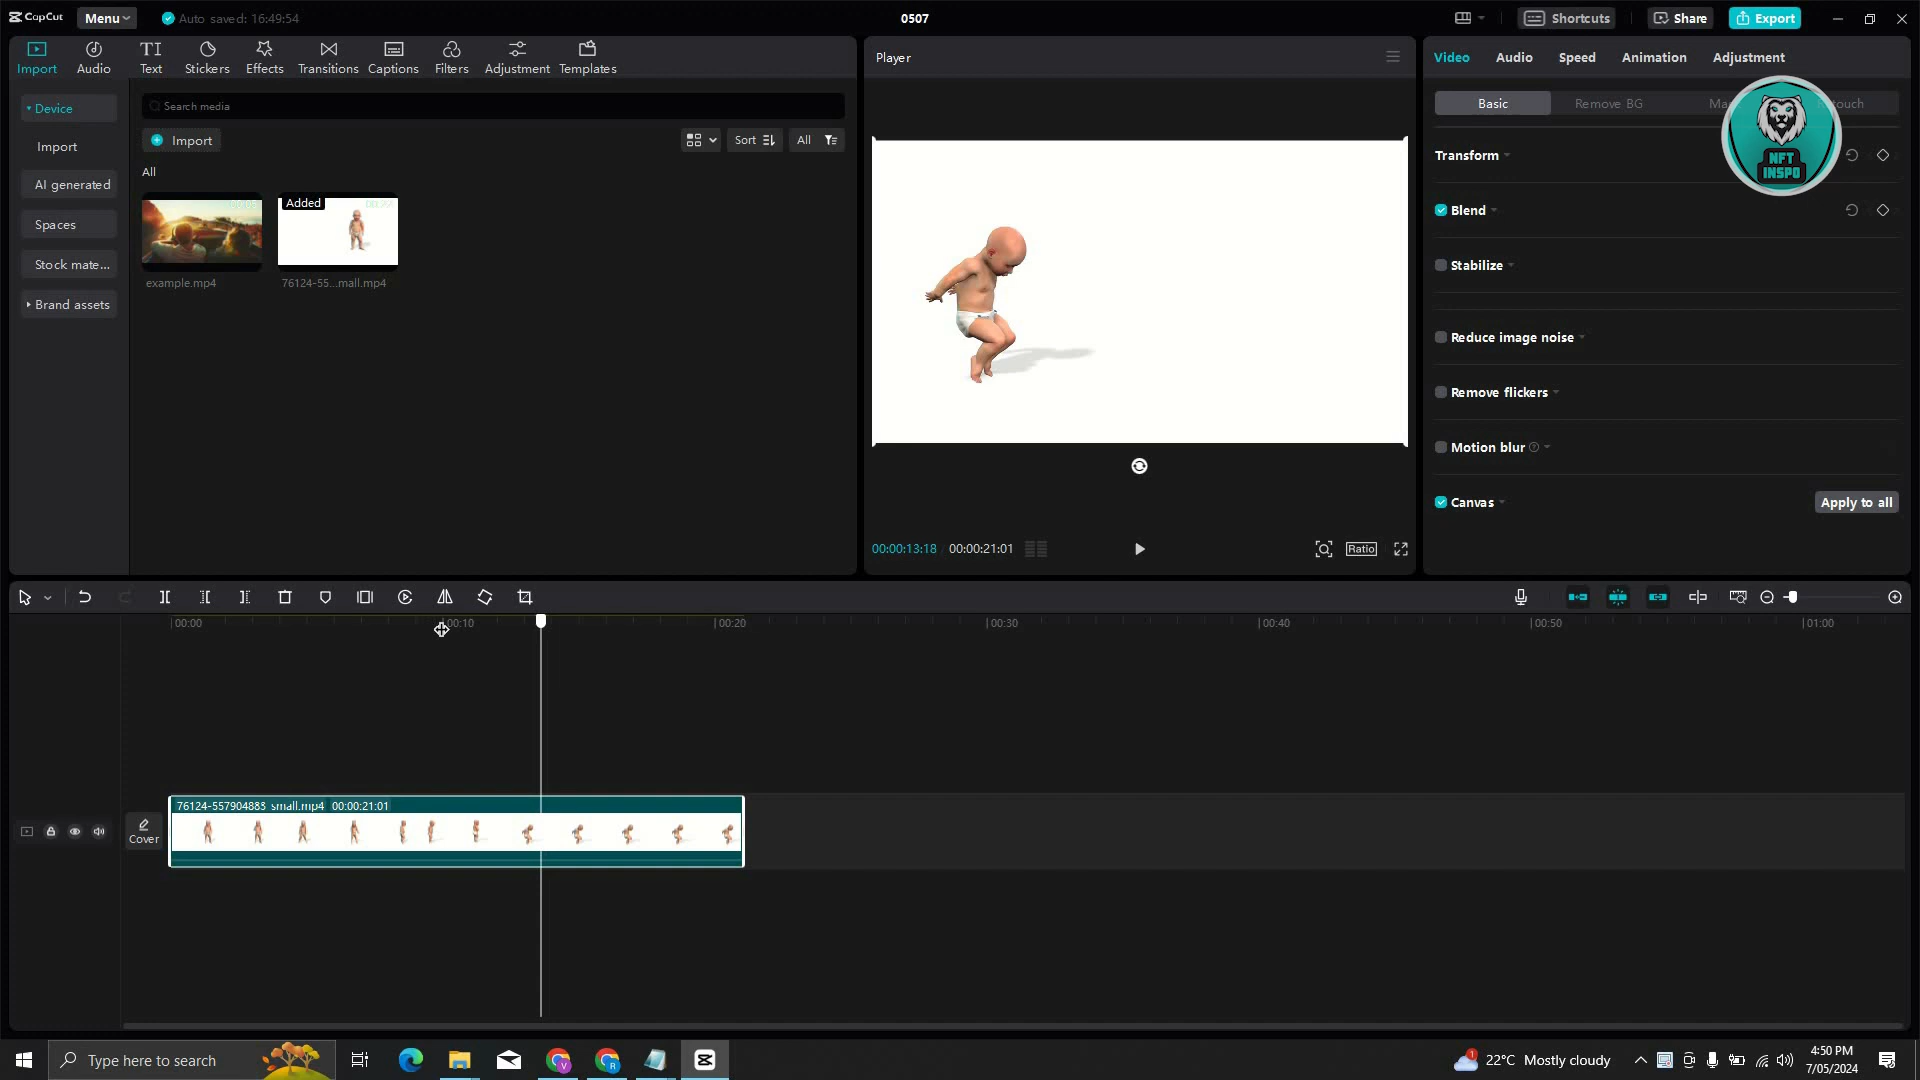 CapCut
Menu
Auto saved: 16:49:54
0507
Shortcuts
Share
Export
Import
Audio
Text
Stickers
Effects
Transitions
Captions
Filters
Adjustment
Templates
Device
Import
AI generated
Spaces
Stock mate...
Brand assets
Search media
Import
Sort
All
All
Added
example.mp4
76124-55...mall.mp4
Player
00:00:13:18
00:00:21:01
Ratio
Video
Audio
Speed
Animation
Adjustment
Basic
Remove BG
NFT
INSPO
Transform
Blend
Stabilize
Reduce image noise
Remove flickers
Motion blur
Canvas
Apply to all
00:00
00:10
00:20
00:30
00:40
00:50
01:00
Cover
76124-557904883_small.mp4 00:00:21:01
Type here to search
22°C Mostly cloudy
4:50 PM
7/05/2024